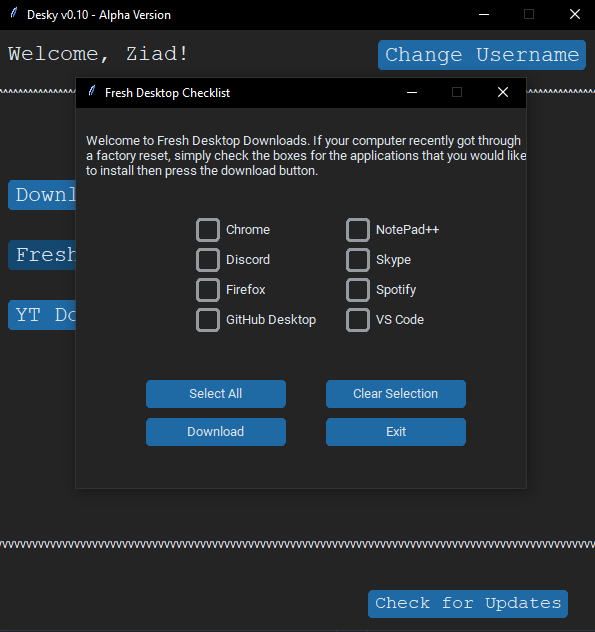 Desky v0.10 - Alpha Version
Welcome, Ziad!
Change Username
Fresh Desktop Checklist
Welcome to Fresh Desktop Downloads. If your computer recently got through
a factory reset, simply check the boxes for the applications that you would like
to install then press the download button.
Chrome
NotePad++
Discord
Skype
Firefox
Spotify
GitHub Desktop
VS Code
Select All
Clear Selection
Download
Exit
Fresh
YT
Check for Updates